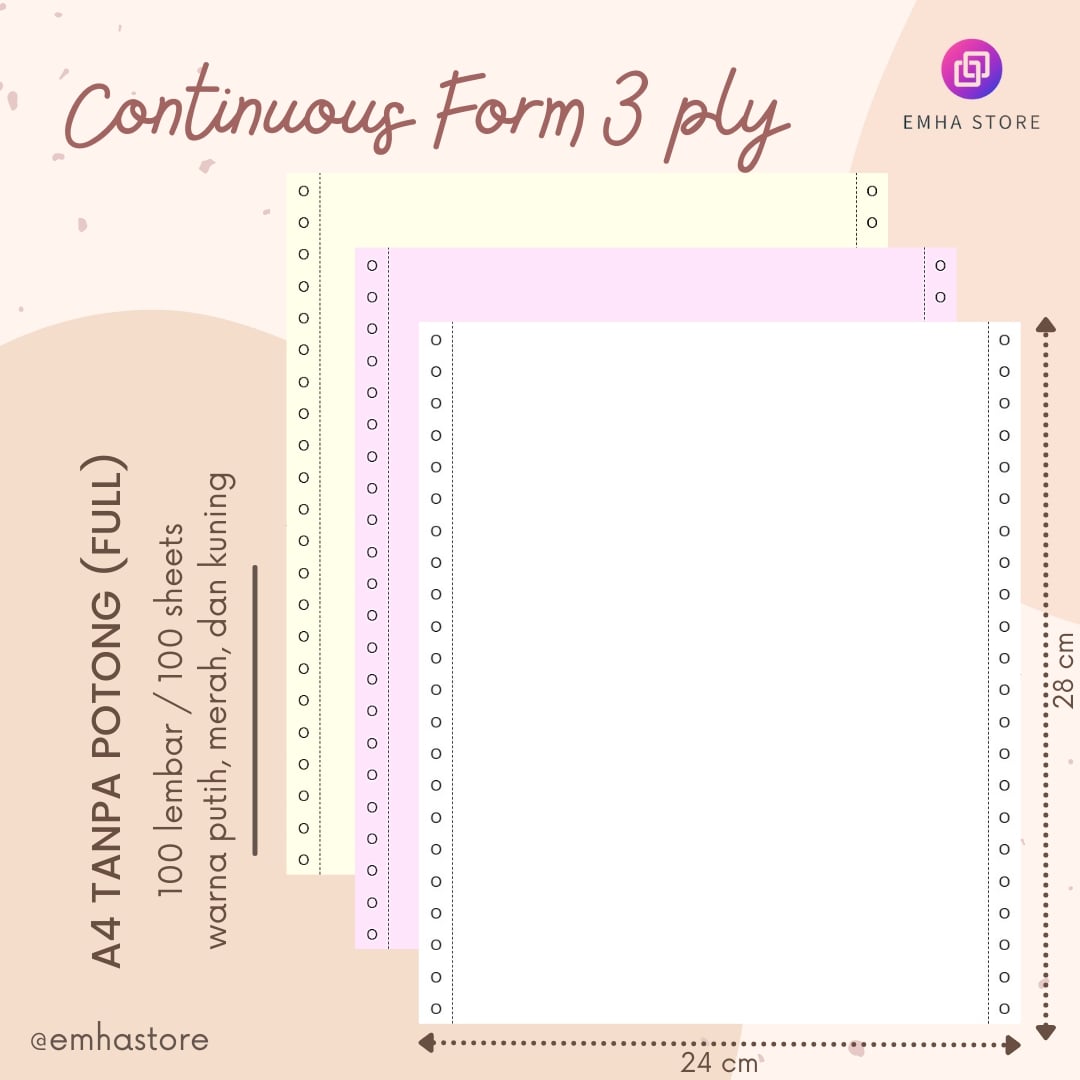 Continuous Form 3 ply
EMHA STORE
A4 TANPA POTONG (FULL)
100 lembar / 100 sheets
warna putih, merah, dan kuning
28 cm
24 cm
@emhastore